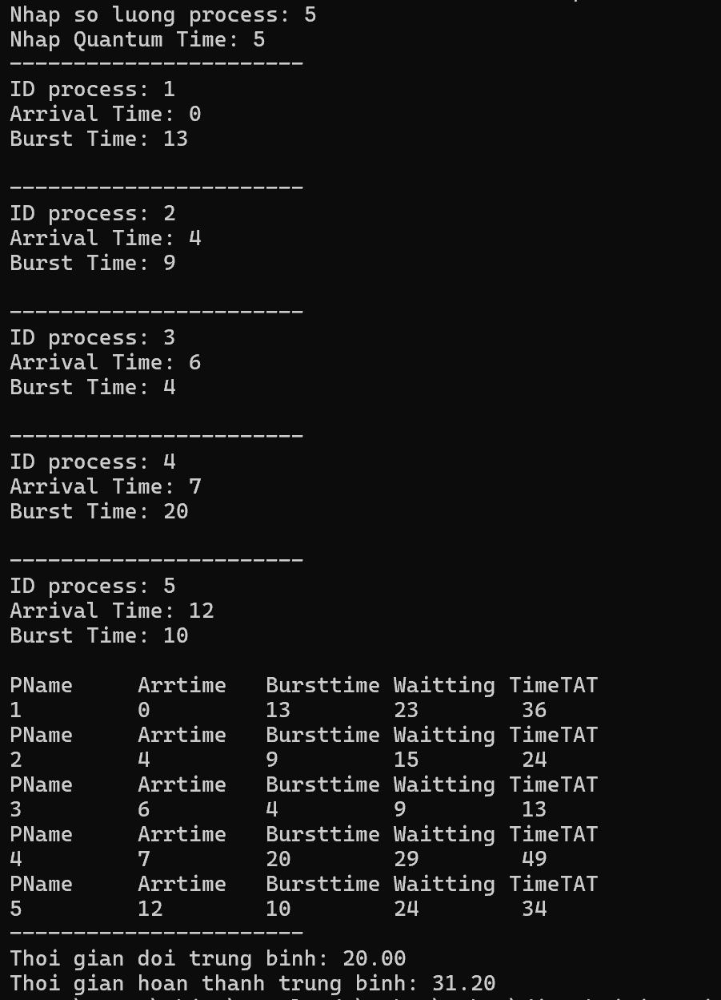 Nhap so luong process: 5
Nhap Quantum Time: 5
-----------------------
ID process: 1
Arrival Time: 0
Burst Time: 13
-----------------------
ID process: 2
Arrival Time: 4
Burst Time: 9
-----------------------
ID process: 3
Arrival Time: 6
Burst Time: 4
-----------------------
ID process: 4
Arrival Time: 7
Burst Time: 20
-----------------------
ID process: 5
Arrival Time: 12
Burst Time: 10
PName Arrtime Bursttime Waitting TimeTAT
1 0 13 23 36
PName Arrtime Bursttime Waitting TimeTAT
2 4 9 15 24
PName Arrtime Bursttime Waitting TimeTAT
3 6 4 9 13
PName Arrtime Bursttime Waitting TimeTAT
4 7 20 29 49
PName Arrtime Bursttime Waitting TimeTAT
5 12 10 24 34
-----------------------
Thoi gian doi trung binh: 20.00
Thoi gian hoan thanh trung binh: 31.20